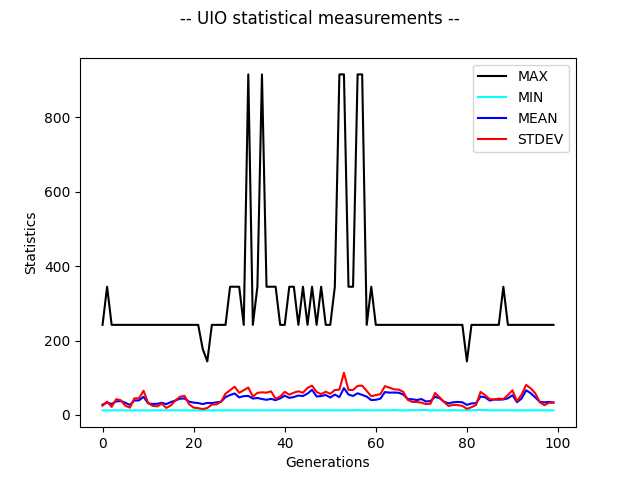 -- UIO statistical measurements --
MAX
MIN
MEAN
STDEV
800
600
400
200
0
Statistics
0 20 40 60 80 100
Generations